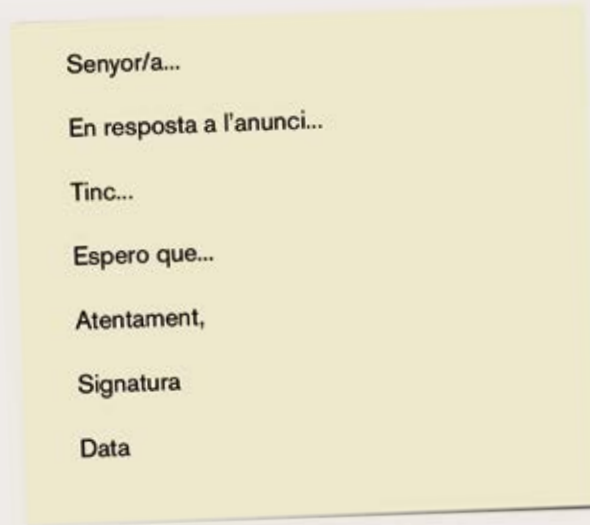 Senyor/a...
En resposta a l'anunci...
Tinc...
Espero que...
Atentament,
Signatura
Data